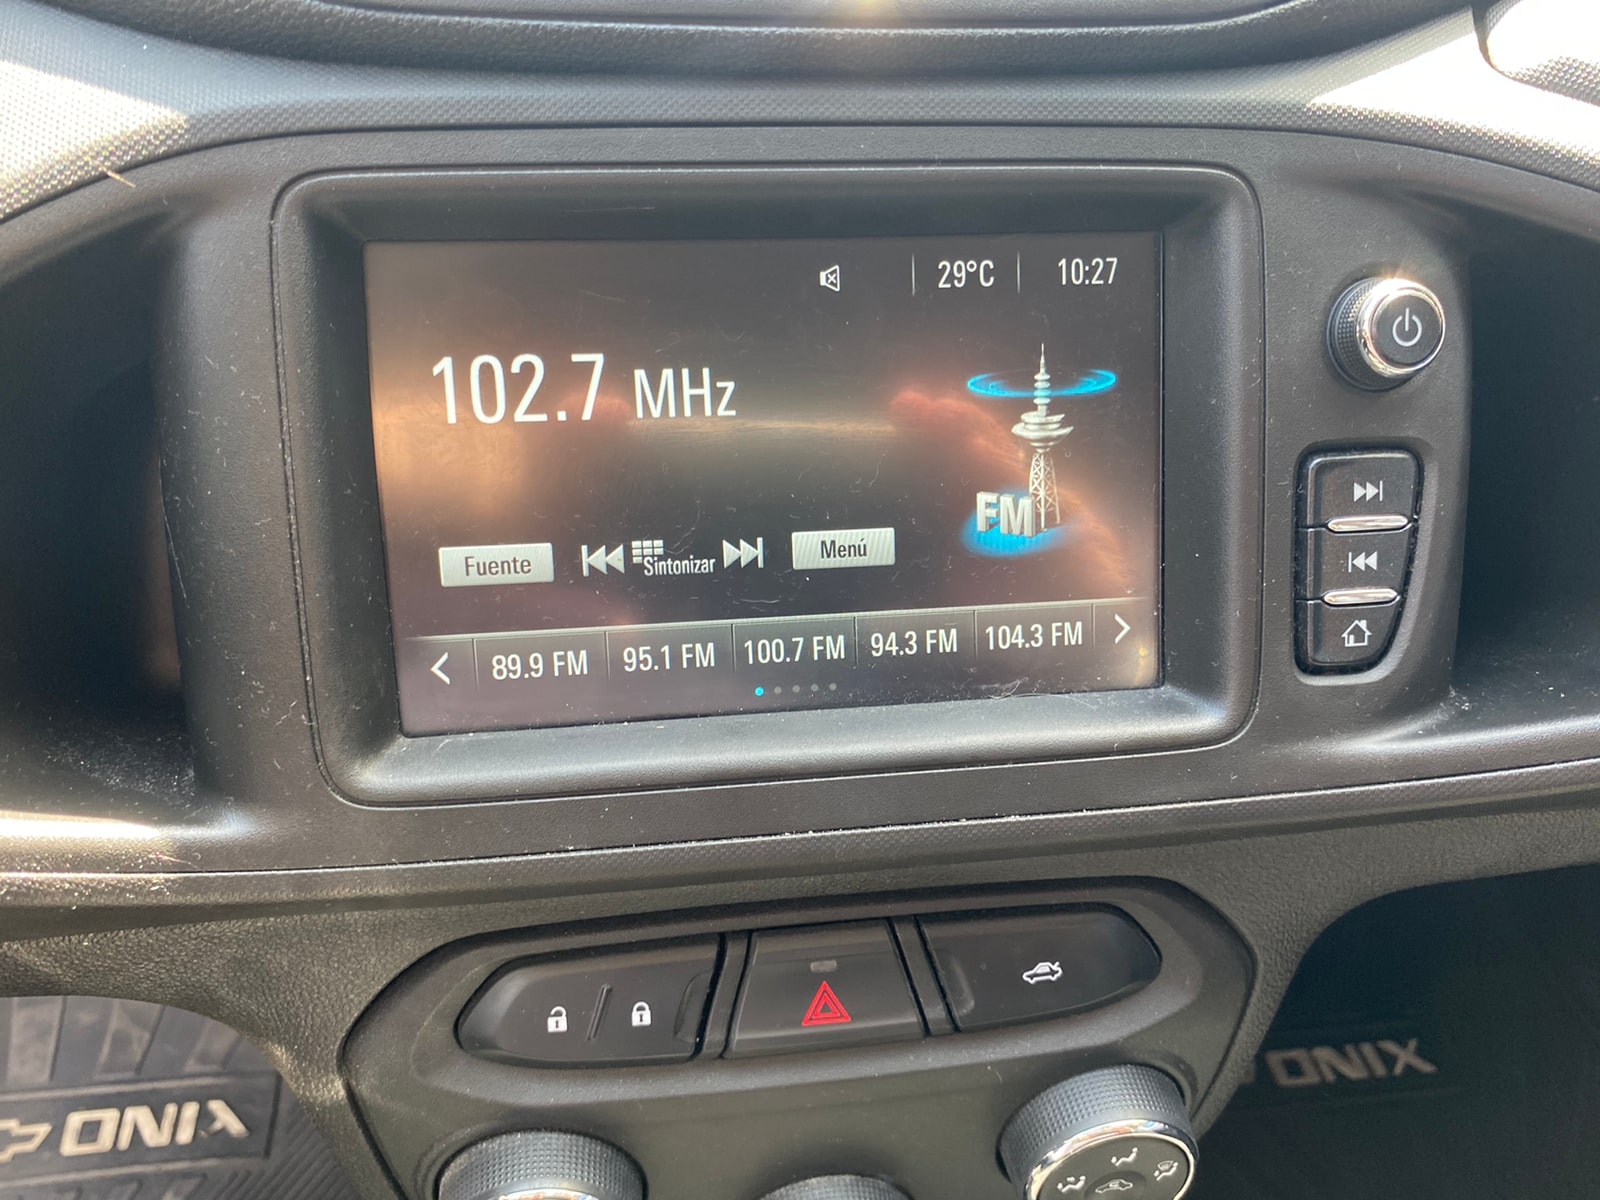 29°C 10:27
102.7 MHz
FM
Fuente Sintonizar Menú
89.9 FM 95.1 FM 100.7 FM 94.3 FM 104.3 FM
ONIX
ONIX